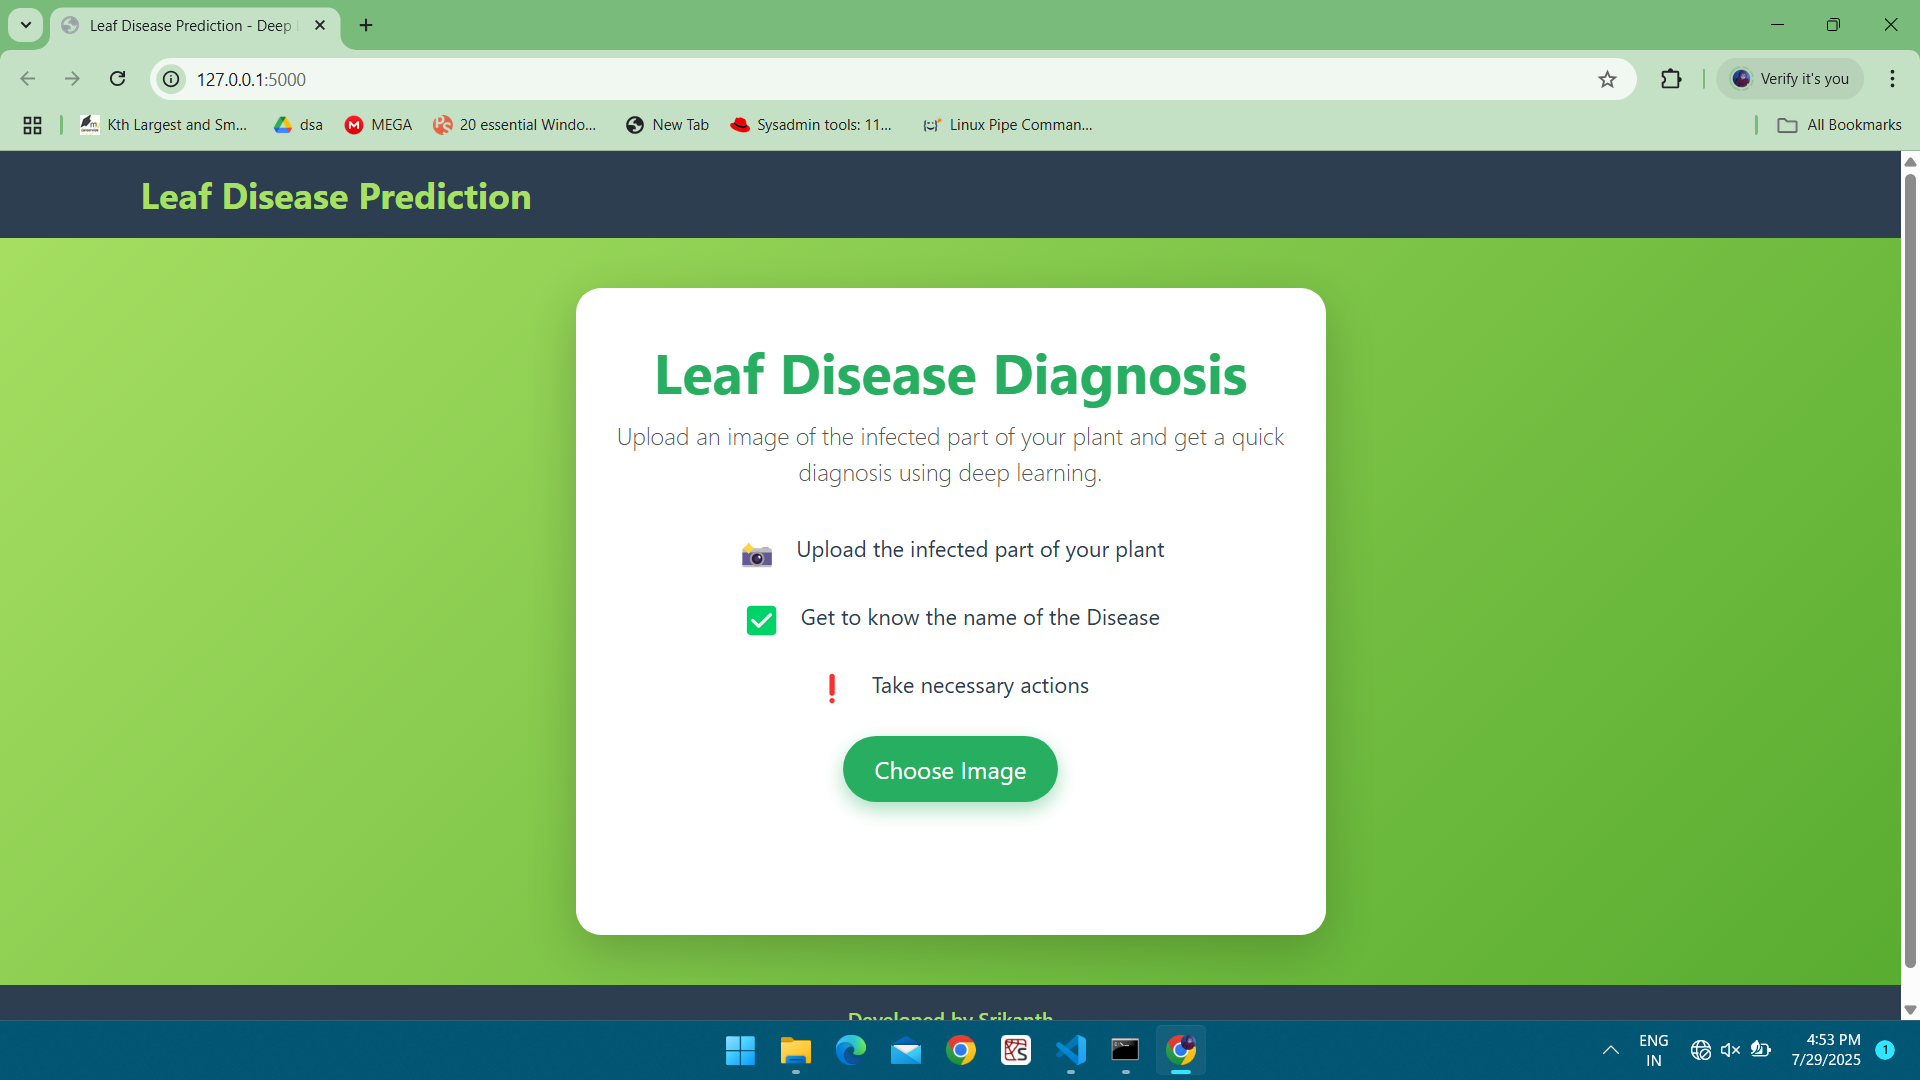 Leaf Disease Prediction - Deep
127.0.0.1:5000
Verify it's you
Kth Largest and Sm...
dsa
MEGA
20 essential Windo...
New Tab
Sysadmin tools: 11...
Linux Pipe Comman...
All Bookmarks
Leaf Disease Prediction
Leaf Disease Diagnosis
Upload an image of the infected part of your plant and get a quick
diagnosis using deep learning.
Upload the infected part of your plant
Get to know the name of the Disease
Take necessary actions
Choose Image
Developed by Srikanth
ENG
IN
4:53 PM
7/29/2025
1